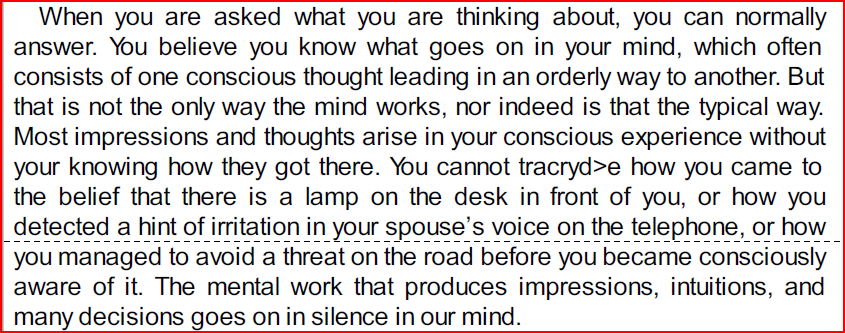 When you are asked what you are thinking about, you can normally
answer. You believe you know what goes on in your mind, which often
consists of one conscious thought leading in an orderly way to another. But
that is not the only way the mind works, nor indeed is that the typical way.
Most impressions and thoughts arise in your conscious experience without
your knowing how they got there. You cannot tracryd>e how you came to
the belief that there is a lamp on the desk in front of you, or how you
detected a hint of irritation in your spouse’s voice on the telephone, or how
you managed to avoid a threat on the road before you became consciously
aware of it. The mental work that produces impressions, intuitions, and
many decisions goes on in silence in our mind.